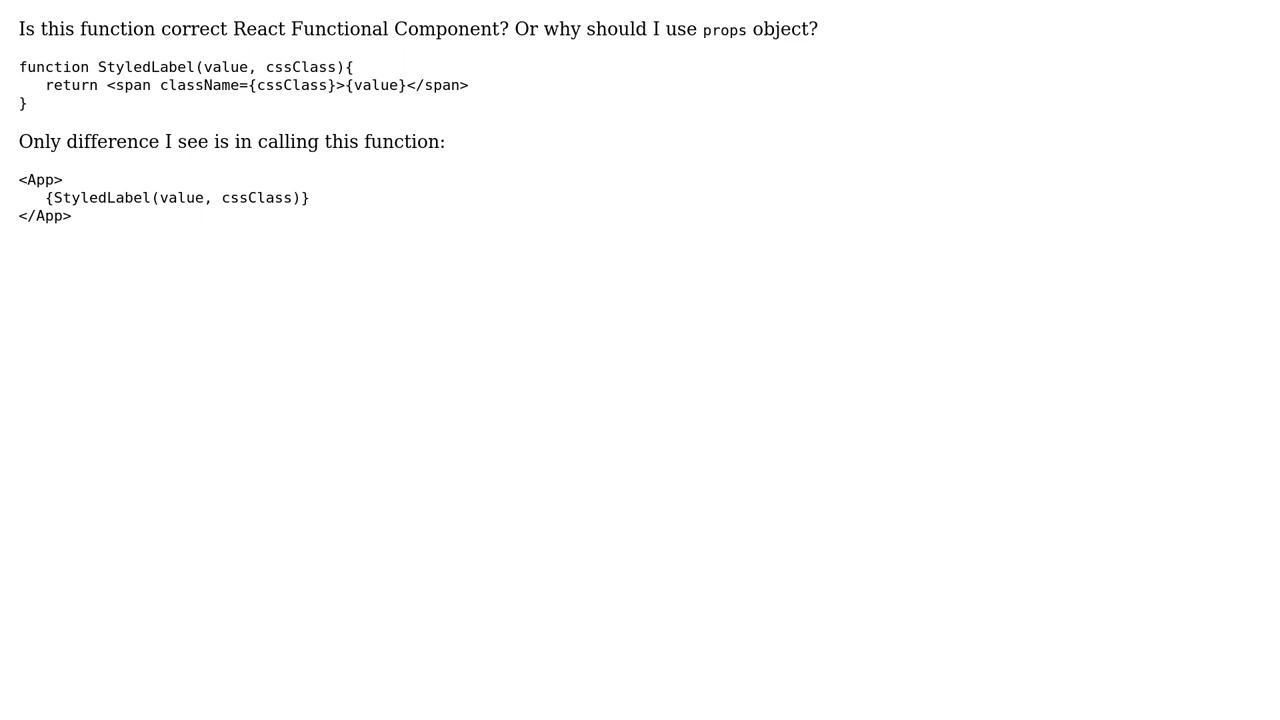 Is this function correct React Functional Component? Or why should I use props object?
function StyledLabel(value, cssClass){
   return <span className={cssClass}>{value}</span>
}
Only difference I see is in calling this function:
<App>
   {StyledLabel(value, cssClass)}
</App>